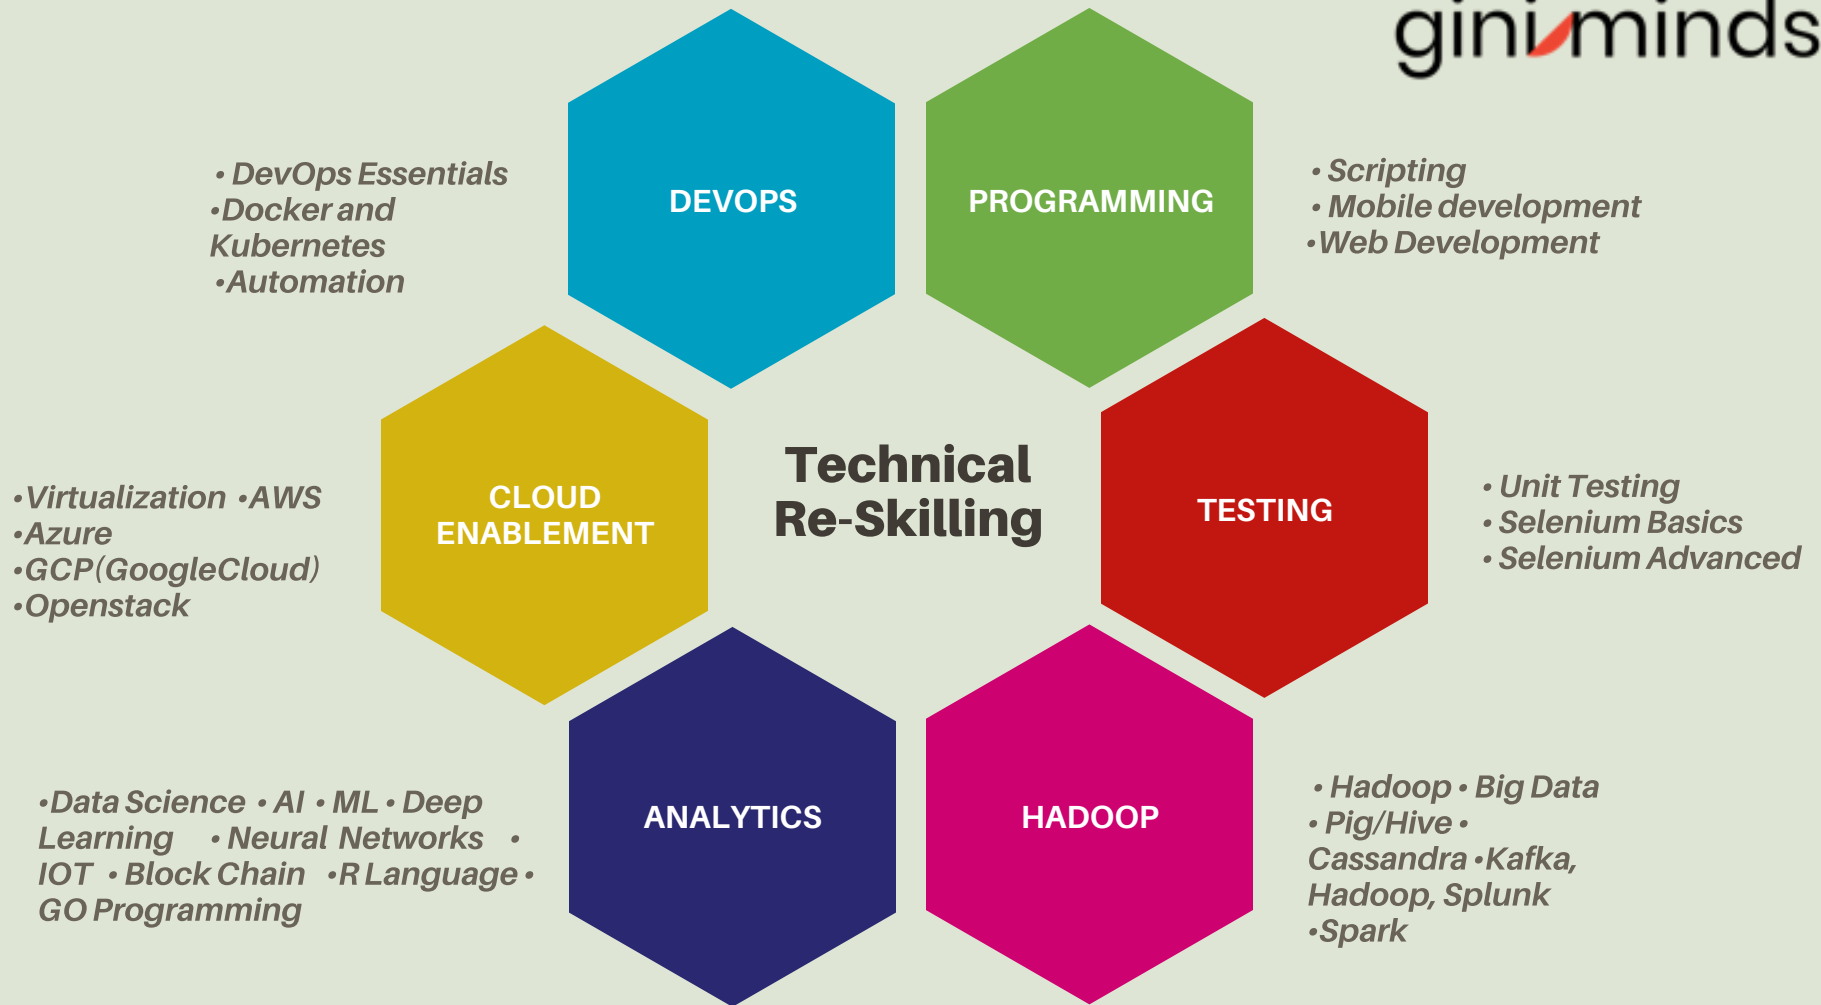 giniminds
DEVOPS
• DevOps Essentials
•Docker and
Kubernetes
•Automation
PROGRAMMING
• Scripting
• Mobile development
•Web Development
CLOUD
ENABLEMENT
•Virtualization •AWS
•Azure
•GCP(GoogleCloud)
•Openstack
Technical
Re-Skilling
TESTING
• Unit Testing
• Selenium Basics
• Selenium Advanced
ANALYTICS
•Data Science • AI • ML • Deep
Learning • Neural Networks •
IOT • Block Chain •R Language •
GO Programming
HADOOP
• Hadoop • Big Data
• Pig/Hive •
Cassandra •Kafka,
Hadoop, Splunk
•Spark